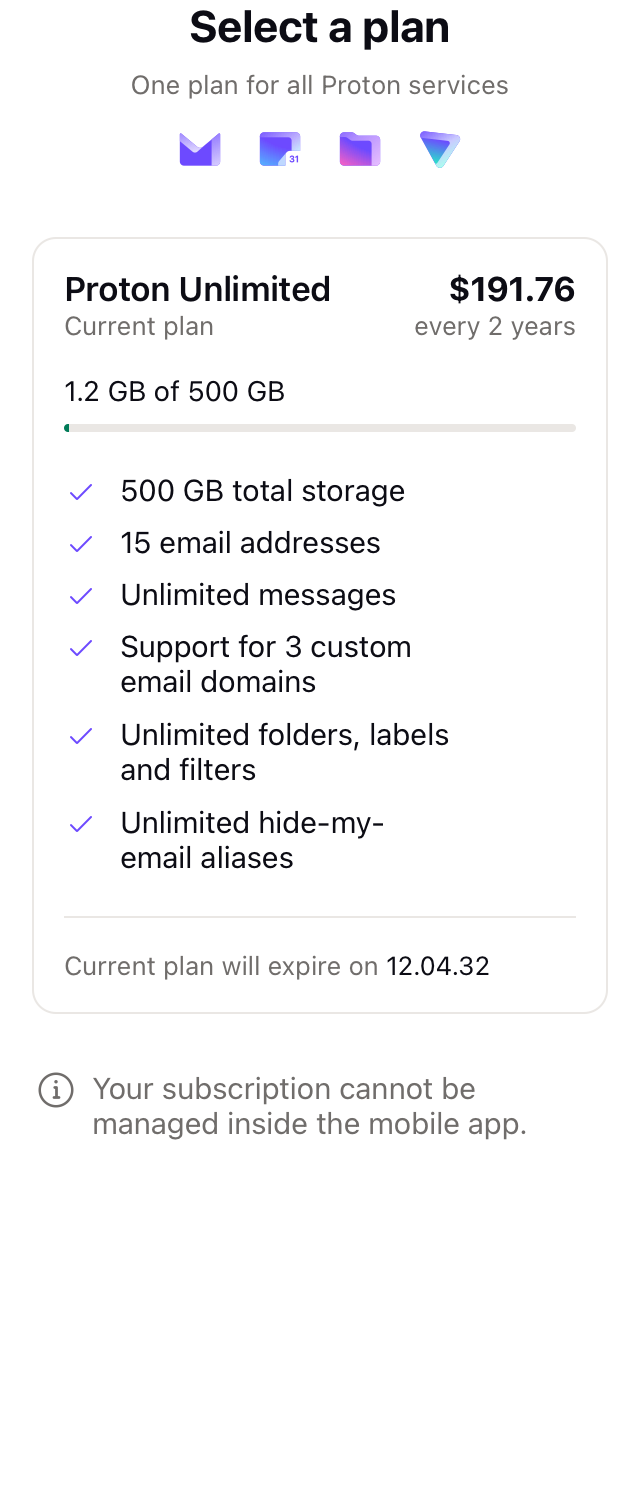 Select a plan
One plan for all Proton services
31
Proton Unlimited
$191.76
Current plan
every 2 years
1.2 GB of 500 GB
500 GB total storage
15 email addresses
Unlimited messages
Support for 3 custom
email domains
Unlimited folders, labels
and filters
Unlimited hide-my-
email aliases
Current plan will expire on 12.04.32
Your subscription cannot be
managed inside the mobile app.